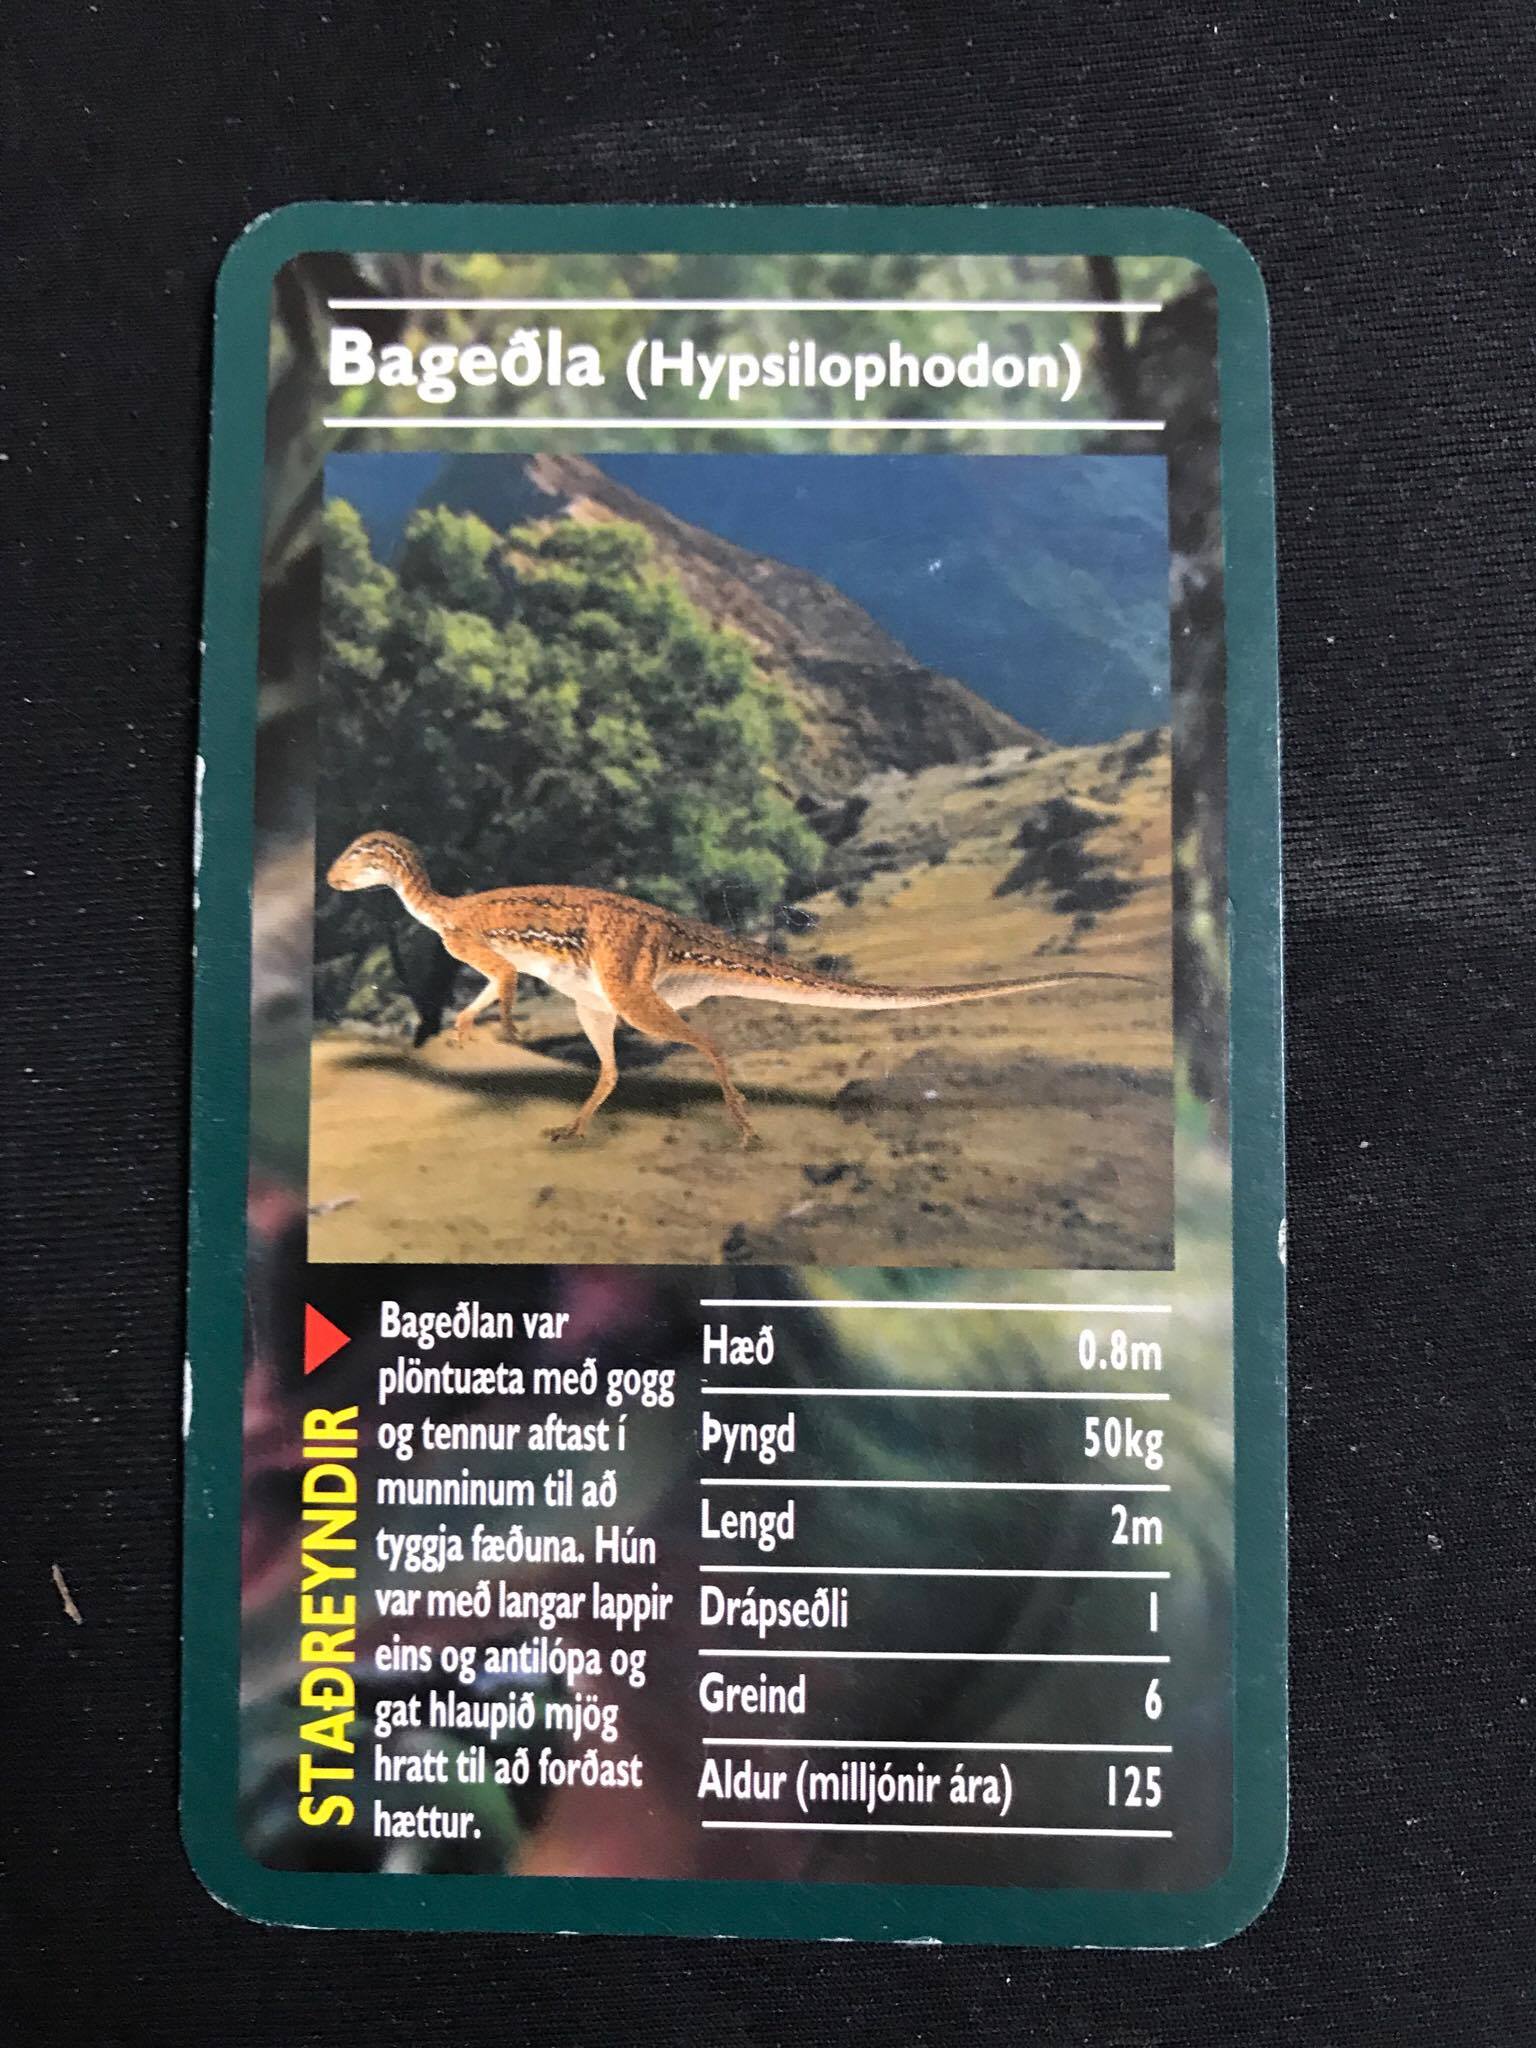 Bageðla (Hypsilophodon)
STAÐREYNDIR
Bageðlan var
plöntuæta með gogg
og tennur aftast í
munninum til að
tyggja fæðuna. Hún
var með langar lappir
eins og antilópa og
gat hlaupið mjög
hratt til að forðast
hættur.
Hæð 0.8m
Þyngd 50kg
Lengd 2m
Drápseðli 1
Greind 6
Aldur (milljónir ára) 125